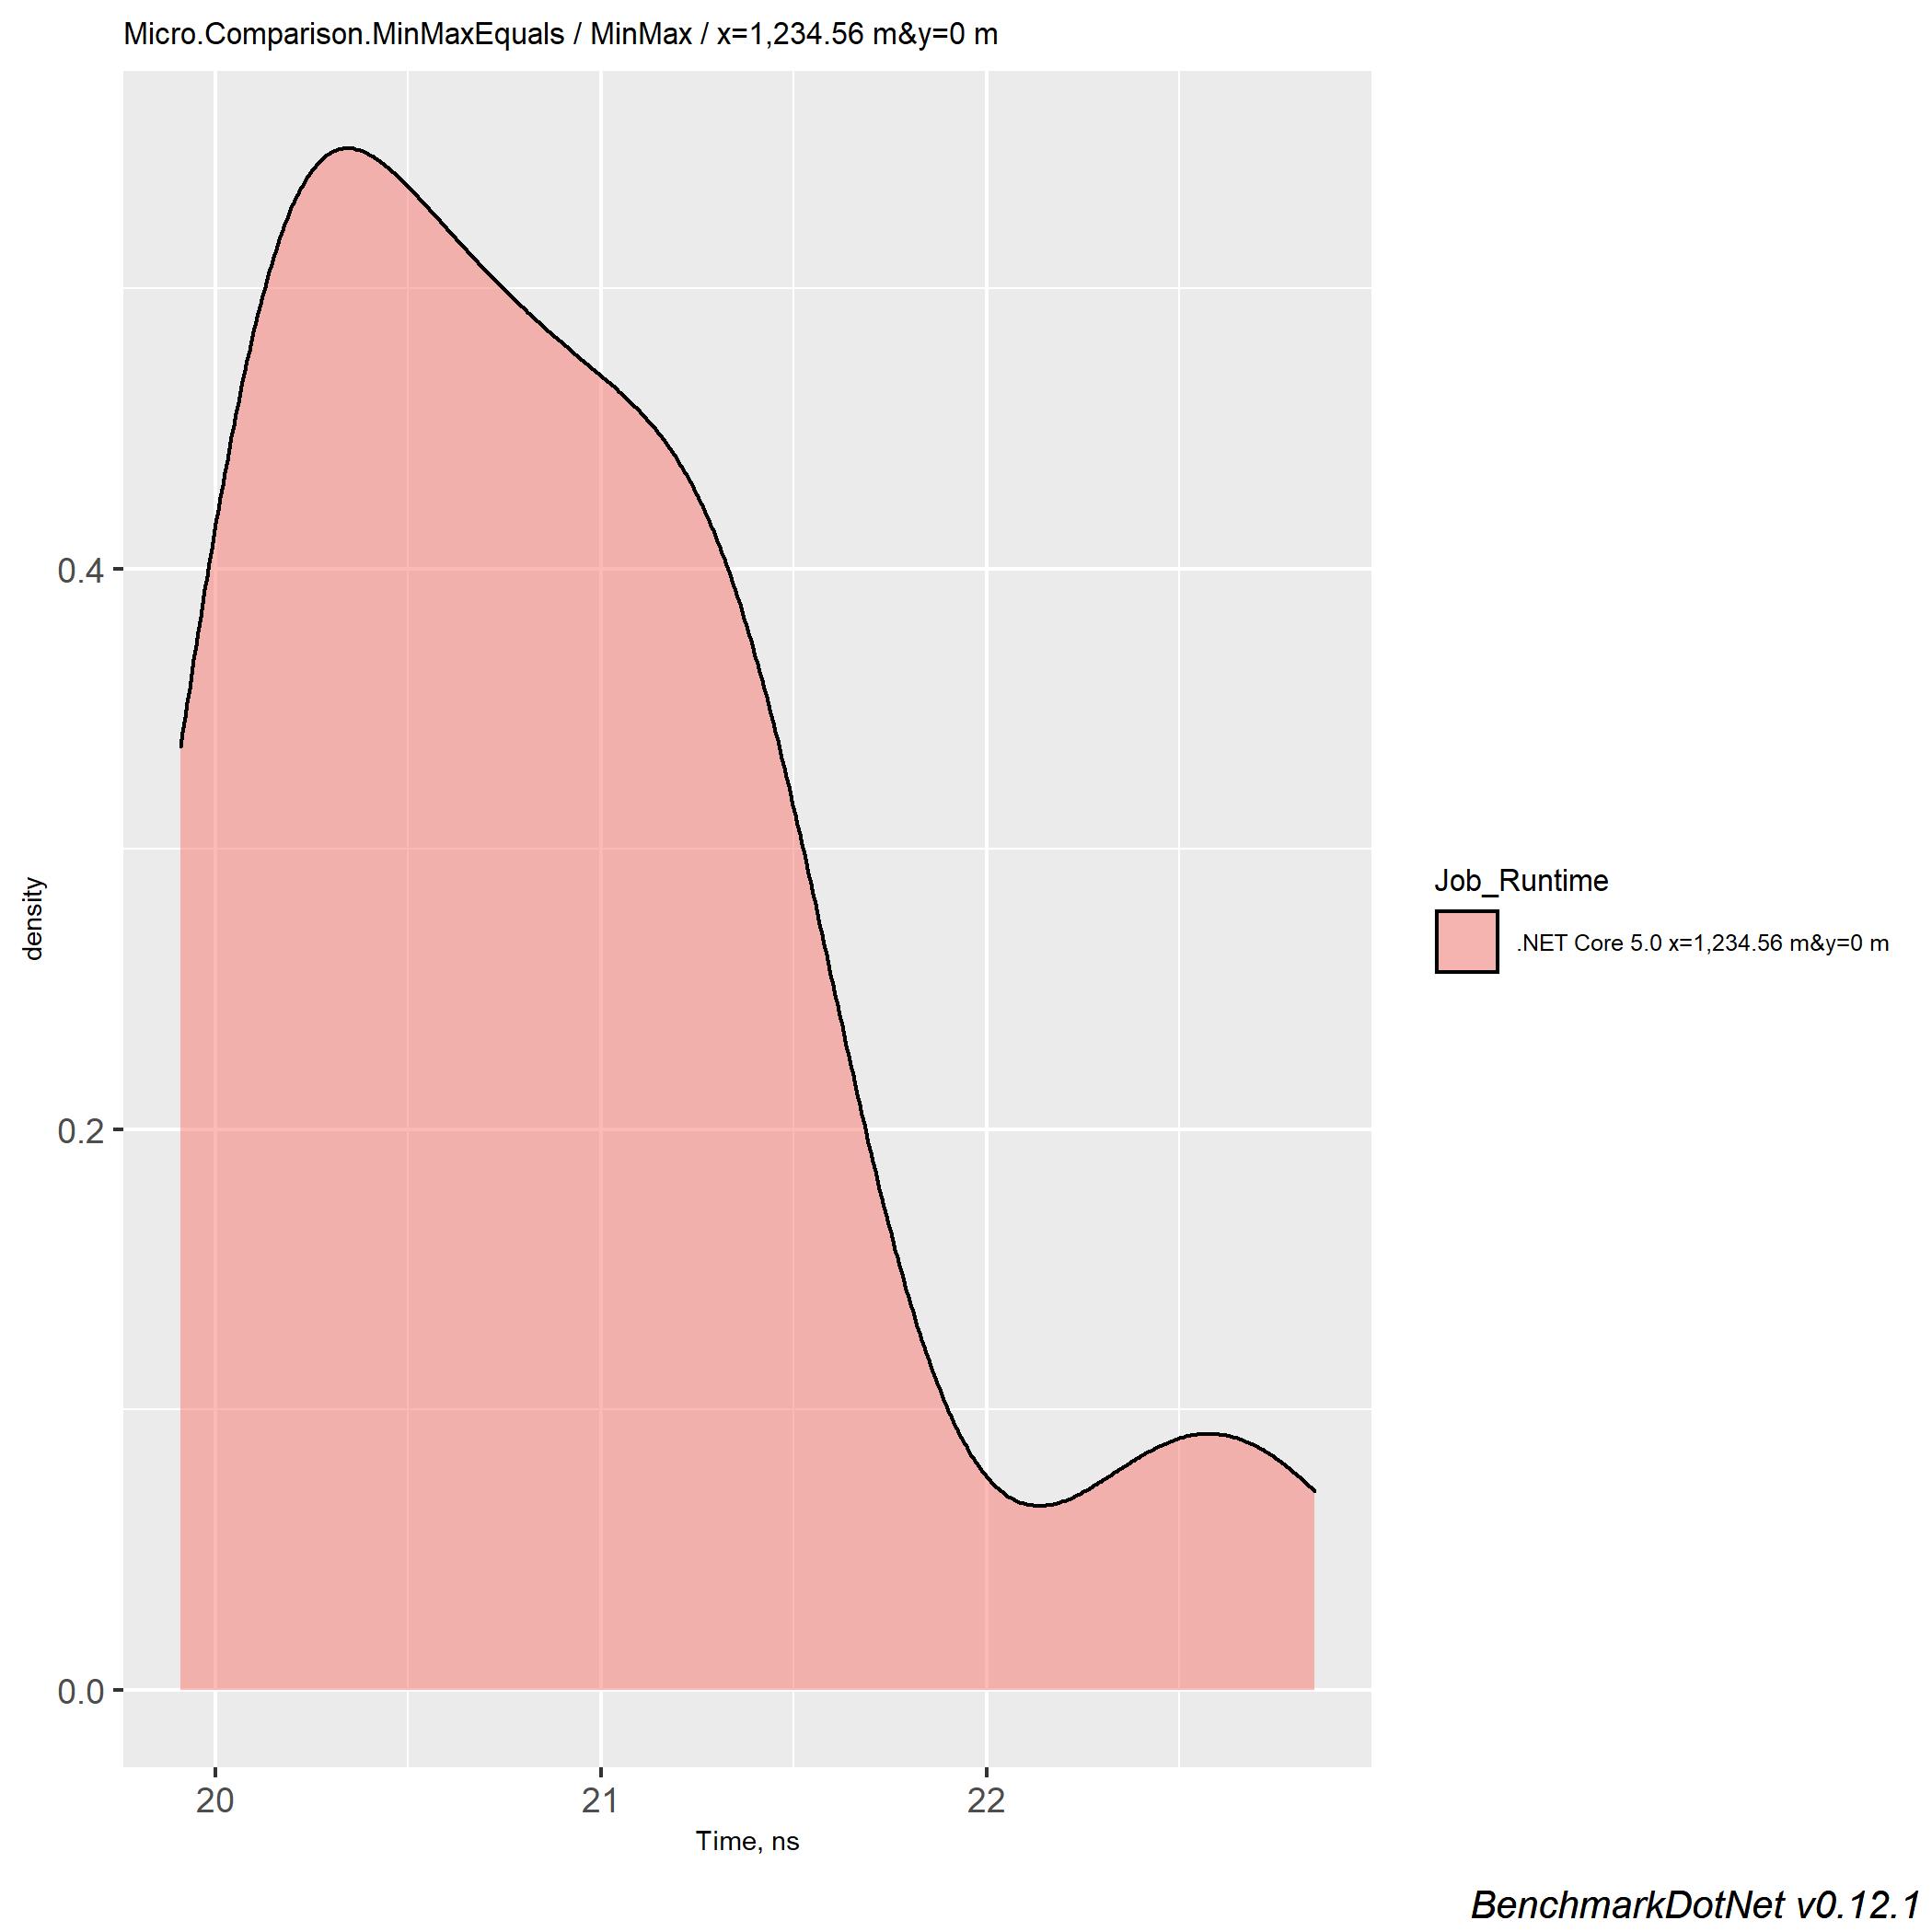 Micro.Comparison.MinMaxEquals / MinMax / x=1,234.56 m&y=0 m
0.4
0.2
0.0
density
20
21
22
Time, ns
Job_Runtime
.NET Core 5.0 x=1,234.56 m&y=0 m
BenchmarkDotNet v0.12.1